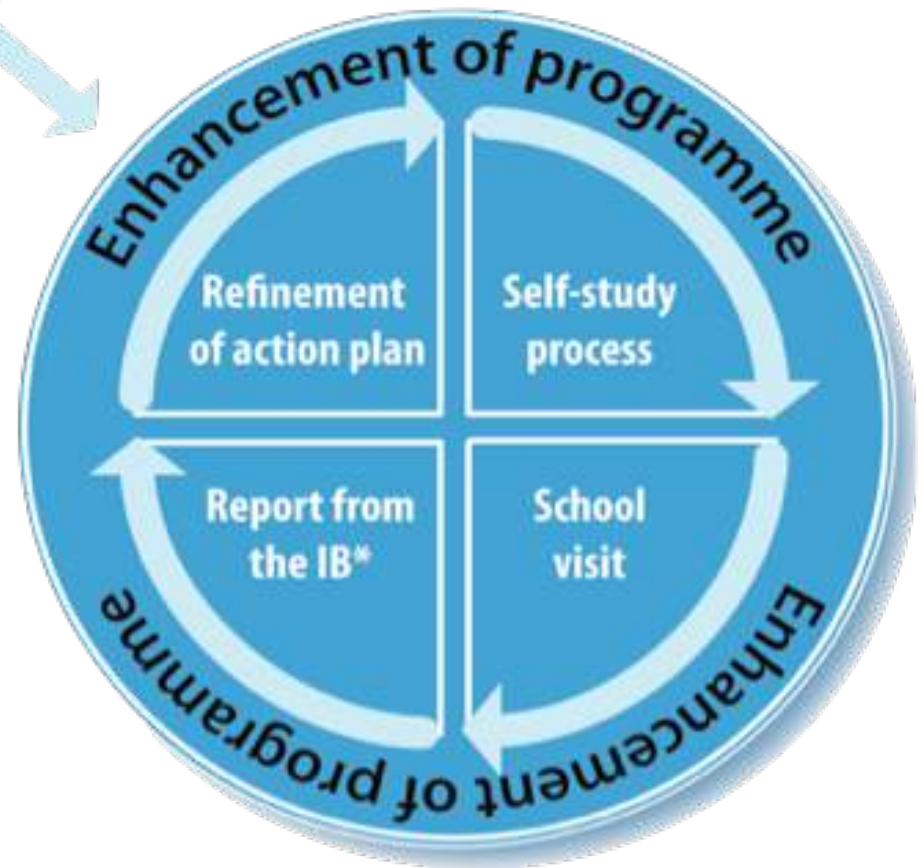 Enhancement of programme
Refinement
of action plan
Self-study
process
Report from
the IB*
School
visit
Enhancement of programme